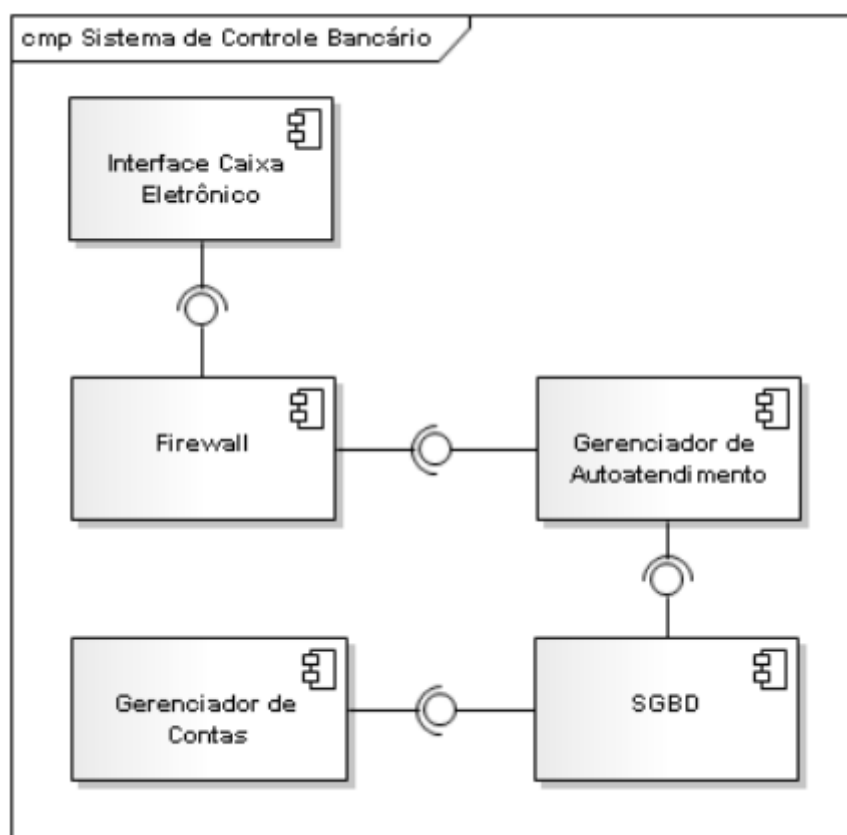 cmp Sistema de Controle Bancário
Interface Caixa
Eletrônico
Firewall
Gerenciador de
Autoatendimento
Gerenciador de
Contas
SGBD